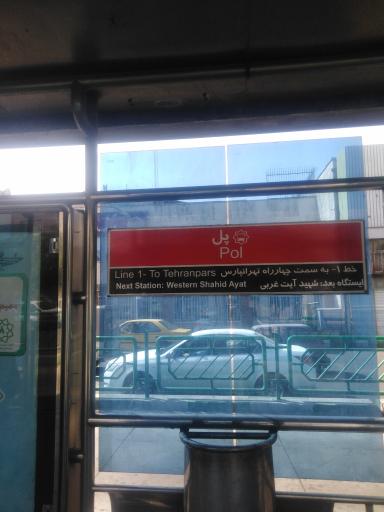 پل
Pol
Line 1- To Tehranpars خط ۱- به سمت چهارراه تهرانپارس
Next Station: Western Shahid Ayat ایستگاه بعد: شهید آیت غربی